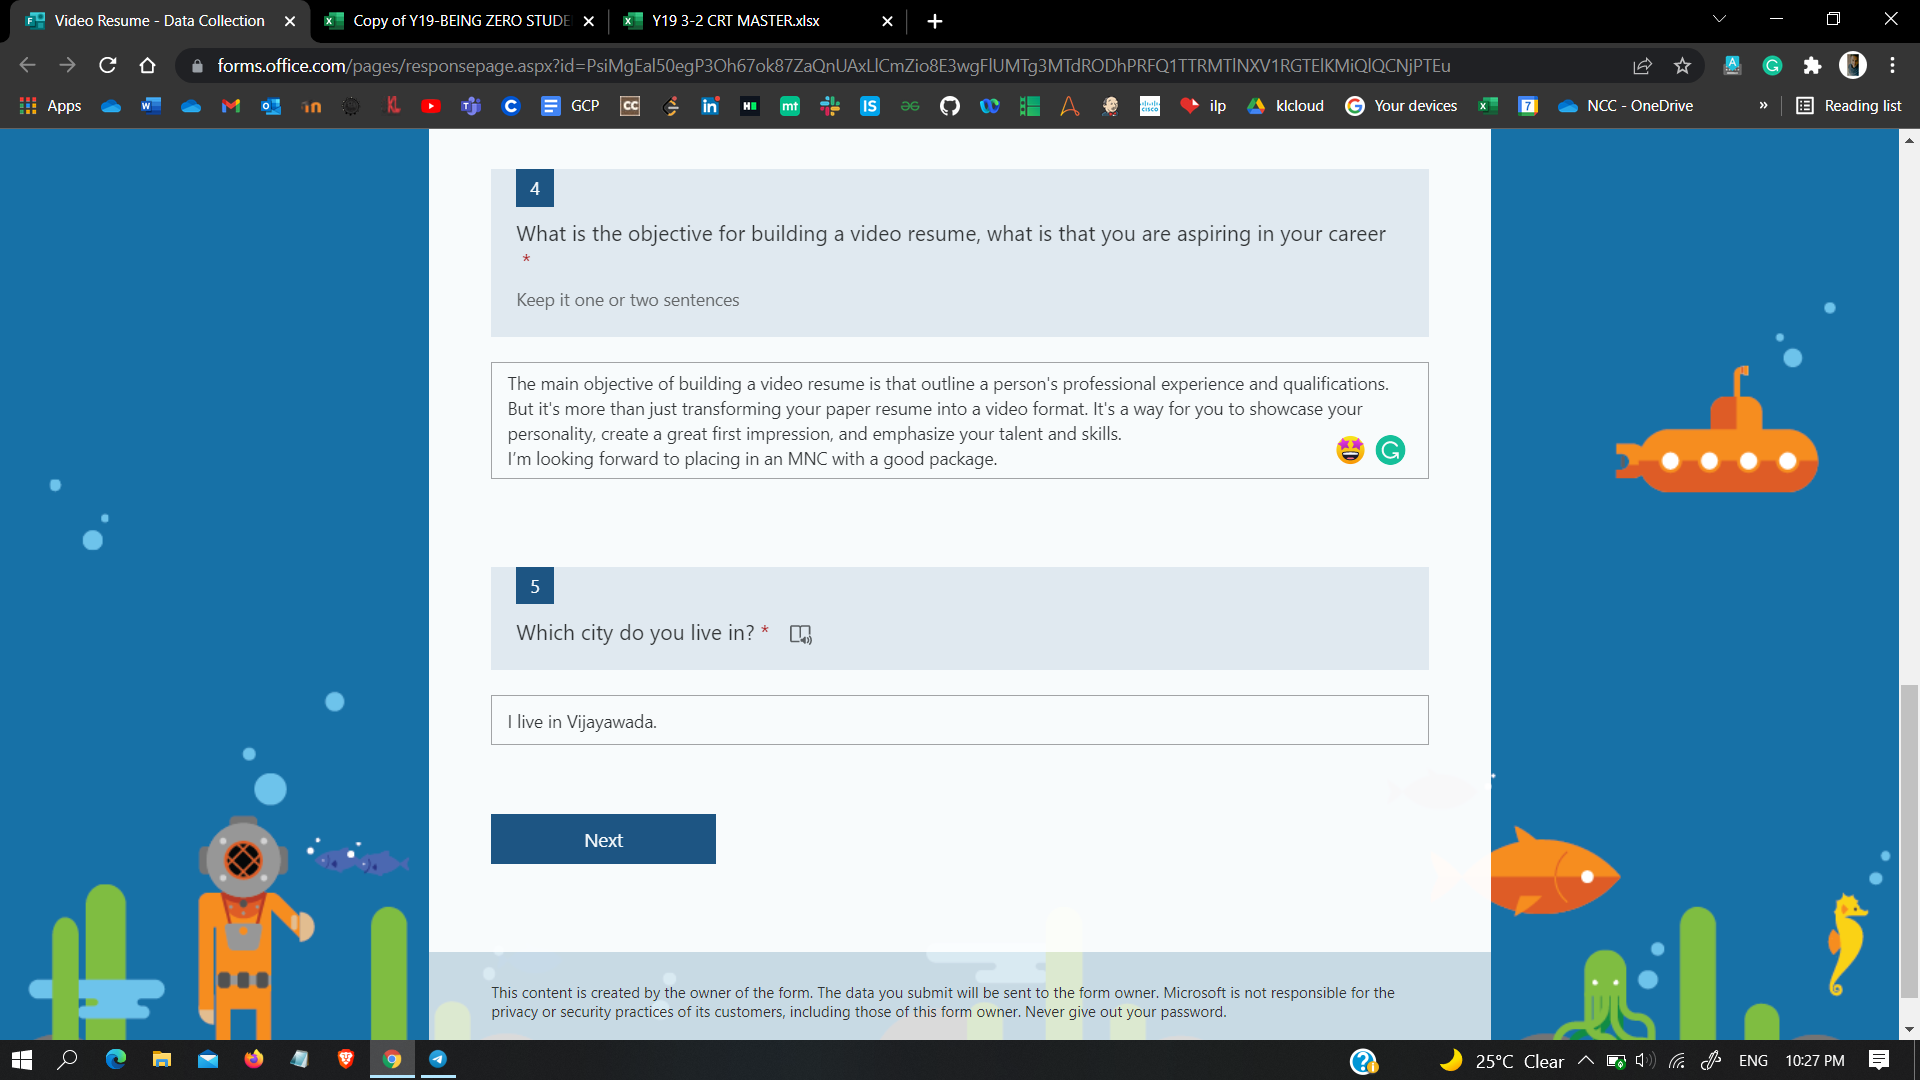 Video Resume - Data Collection
Copy of Y19-BEING ZERO STUDE
Y19 3-2 CRT MASTER.xlsx
forms.office.com/pages/responsepage.aspx?id=
Apps
GCP
ilp
klcloud
Your devices
NCC - OneDrive
»
Reading list
4
What is the objective for building a video resume, what is that you are aspiring in your career
*
Keep it one or two sentences
The main objective of building a video resume is that outline a person's professional experience and qualifications.
But it's more than just transforming your paper resume into a video format. It's a way for you to showcase your
personality, create a great first impression, and emphasize your talent and skills.
I’m looking forward to placing in an MNC with a good package.
5
Which city do you live in? *
I live in Vijayawada.
Next
This content is created by the owner of the form. The data you submit will be sent to the form owner. Microsoft is not responsible for the
privacy or security practices of its customers, including those of this form owner. Never give out your password.
25°C Clear
ENG
10:27 PM